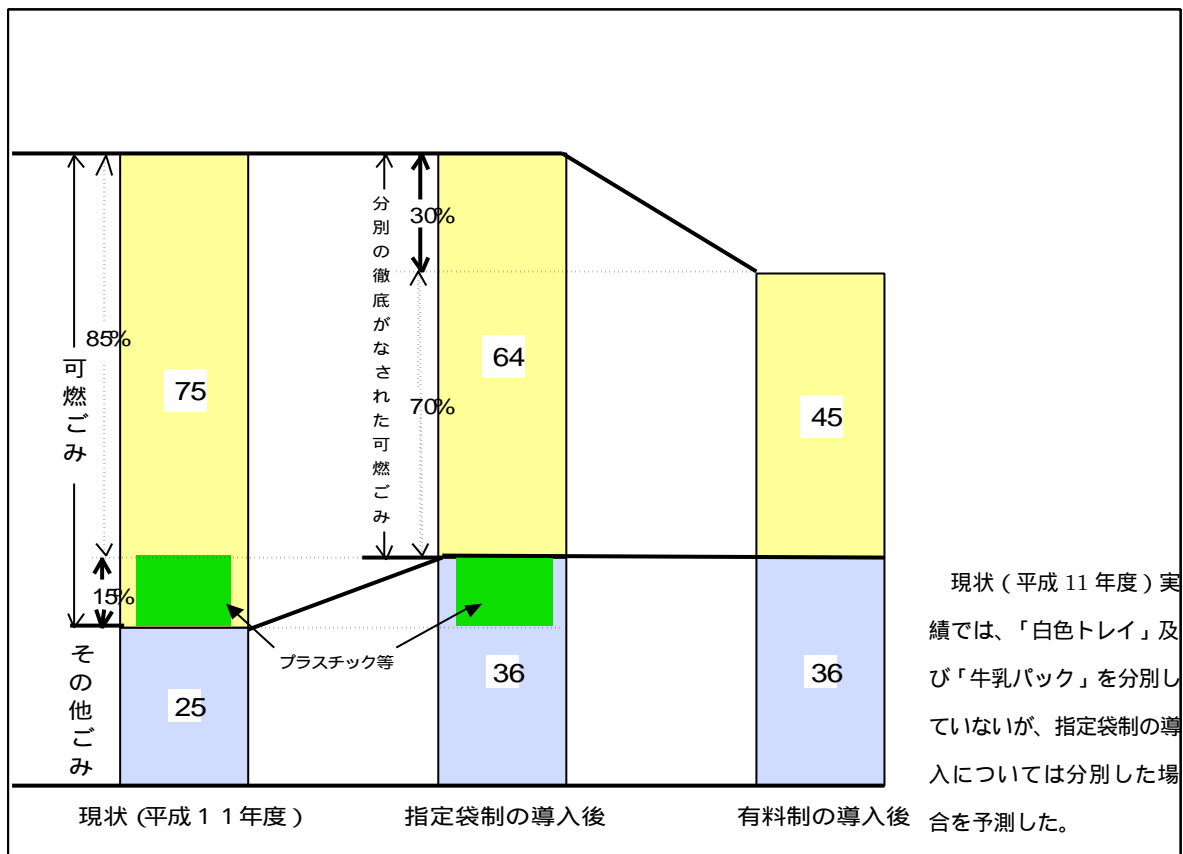 可燃ごみ
85%
15%
その他ごみ
75
25
プラスチック等
分別の徹底がなされた可燃ごみ
30%
70%
64
36
45
36
現状(平成11年度)実
績では、「白色トレイ」及
び「牛乳パック」を分別し
ていないが、指定袋制の導
入については分別した場
合を予測した。
現状(平成11年度)
指定袋制の導入後
有料制の導入後